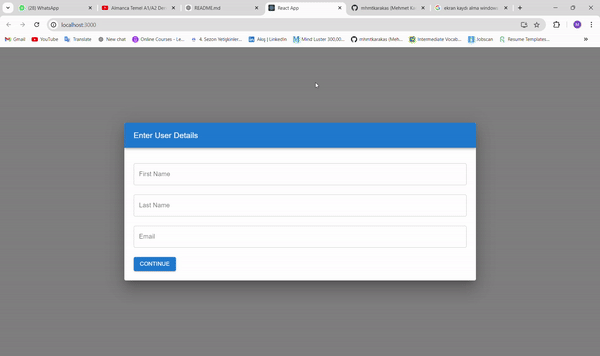 (28) WhatsApp
Almanca Temel A1/A2 Der
README.md
React App
mhmtkarakas (Mehmet Ka
ekran kaydı alma window
localhost:3000
Gmail
YouTube
Translate
New chat
Online Courses - Le...
4. Sezon Yetişkinler...
Akış | LinkedIn
Mind Luster 300,00...
mhmtkarakas (Meh...
Intermediate Vocab...
Jobscan
Resume Templates...
Enter User Details
First Name
Last Name
Email
CONTINUE